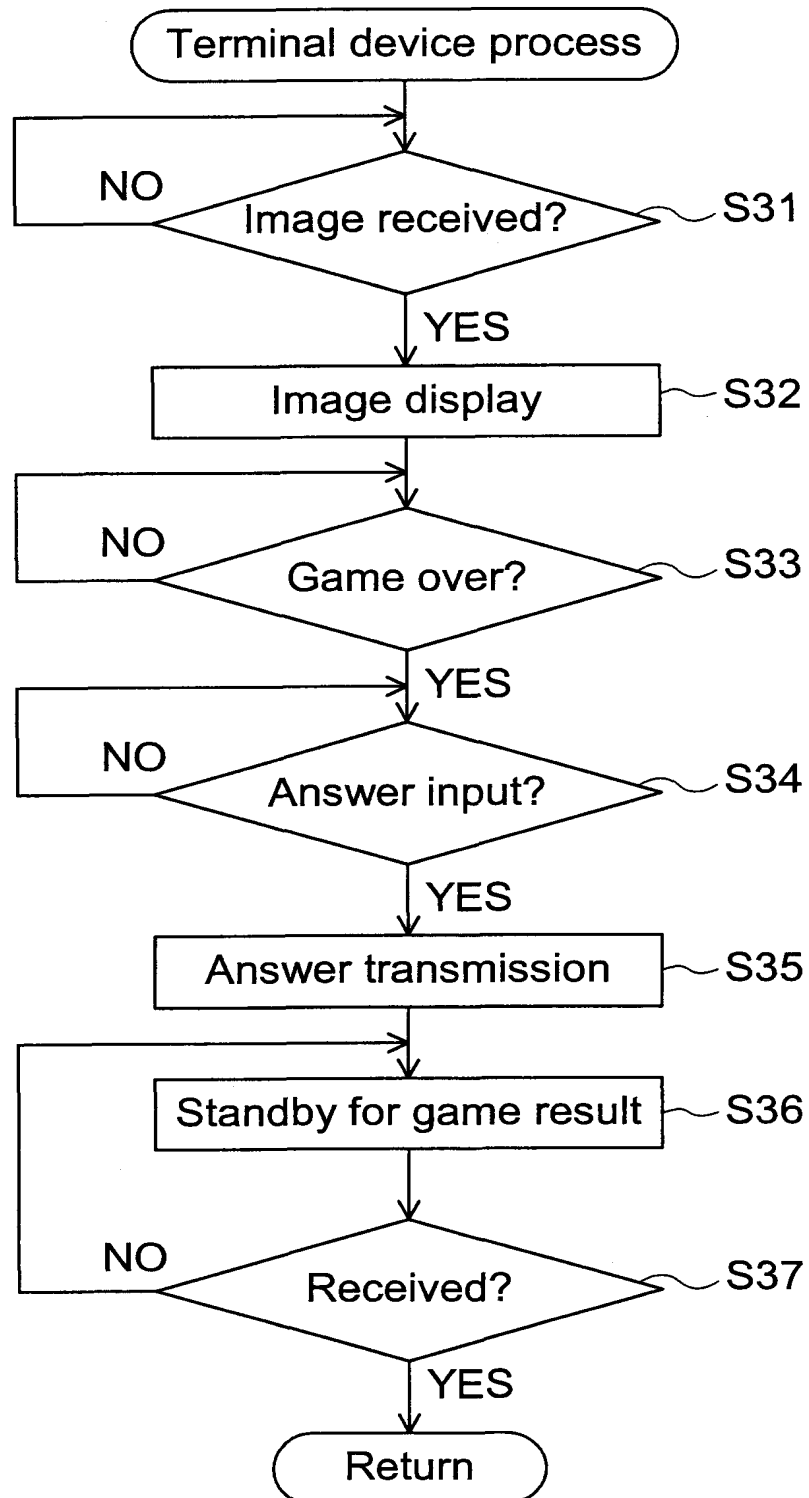 Terminal device process
NO
Image received?
S31
YES
Image display
S32
NO
Game over?
S33
YES
NO
Answer input?
S34
YES
Answer transmission
S35
Standby for game result
S36
NO
Received?
S37
YES
Return